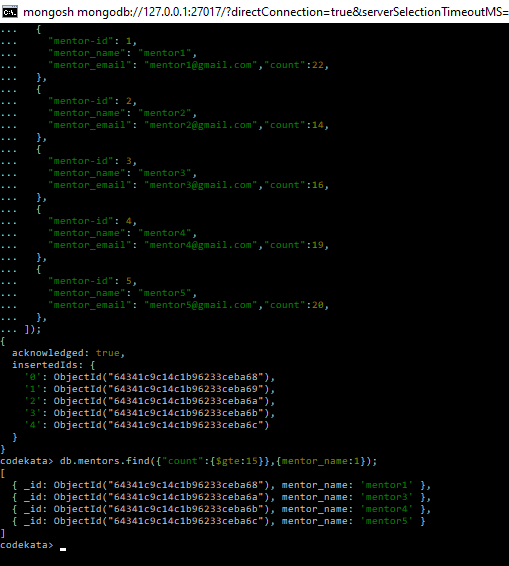 mongosh mongodb://127.0.0.1:27017/?directConnection=true&serverSelectionTimeoutMS=
...   {
...     "mentor-id": 1,
...     "mentor_name": "mentor1",
...     "mentor_email": "mentor1@gmail.com","count":22,
...   },
...   {
...     "mentor-id": 2,
...     "mentor_name": "mentor2",
...     "mentor_email": "mentor2@gmail.com","count":14,
...   },
...   {
...     "mentor-id": 3,
...     "mentor_name": "mentor3",
...     "mentor_email": "mentor3@gmail.com","count":16,
...   },
...   {
...     "mentor-id": 4,
...     "mentor_name": "mentor4",
...     "mentor_email": "mentor4@gmail.com","count":19,
...   },
...   {
...     "mentor-id": 5,
...     "mentor_name": "mentor5",
...     "mentor_email": "mentor5@gmail.com","count":20,
...   },
... ]);
{
  acknowledged: true,
  insertedIds: {
    '0': ObjectId("64341c9c14c1b96233ceba68"),
    '1': ObjectId("64341c9c14c1b96233ceba69"),
    '2': ObjectId("64341c9c14c1b96233ceba6a"),
    '3': ObjectId("64341c9c14c1b96233ceba6b"),
    '4': ObjectId("64341c9c14c1b96233ceba6c")
  }
}
codekata> db.mentors.find({"count":{$gte:15}},{mentor_name:1});
[
  { _id: ObjectId("64341c9c14c1b96233ceba68"), mentor_name: 'mentor1' },
  { _id: ObjectId("64341c9c14c1b96233ceba6a"), mentor_name: 'mentor3' },
  { _id: ObjectId("64341c9c14c1b96233ceba6b"), mentor_name: 'mentor4' },
  { _id: ObjectId("64341c9c14c1b96233ceba6c"), mentor_name: 'mentor5' }
]
codekata>